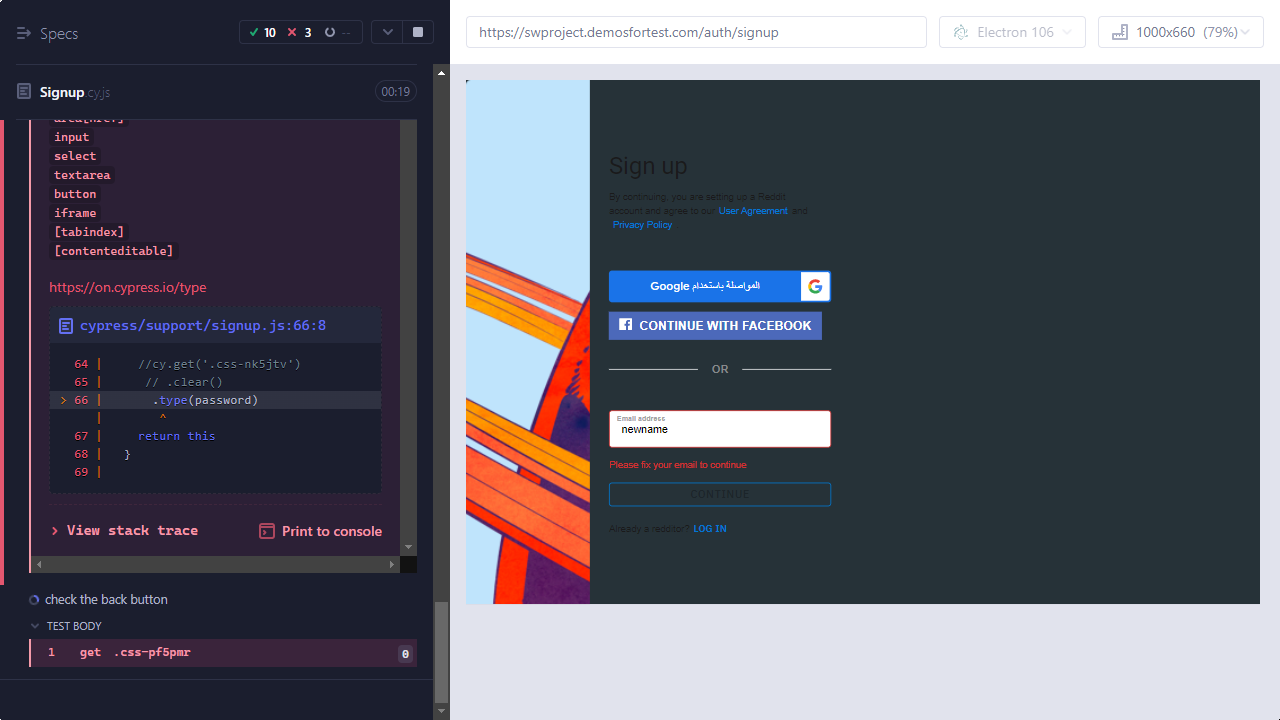 Specs
10 3 --
Signup.cy.js 00:19
area[href]
input
select
textarea
button
iframe
[tabindex]
[contenteditable]
https://on.cypress.io/type
cypress/support/signup.js:66:8
64 | //cy.get('.css-nk5jtv')
65 | // .clear()
> 66 | .type(password)
| ^
67 | return this
68 | }
69 |
View stack trace Print to console
check the back button
TEST BODY
1 get .css-pf5pmr 0
https://swproject.demosfortest.com/auth/signup
Electron 106
1000x660 (79%)
Sign up
By continuing, you are setting up a Reddit
account and agree to our User Agreement and
Privacy Policy
المواصلة باستخدام Google
CONTINUE WITH FACEBOOK
OR
Email address
newname
Please fix your email to continue
CONTINUE
Already a redditor? LOG IN